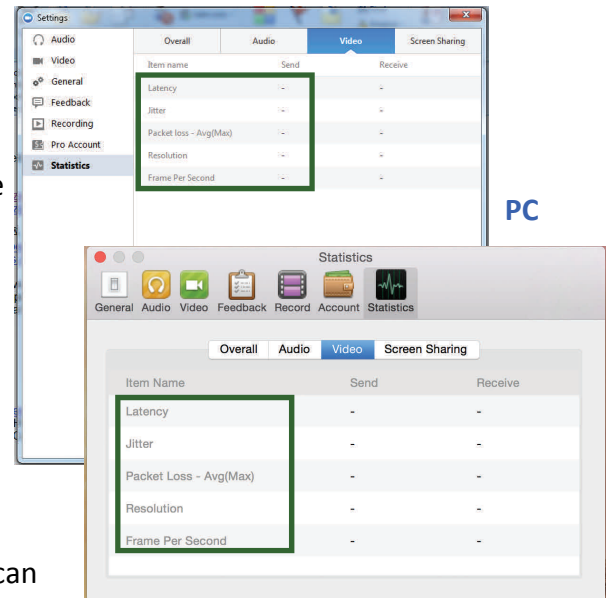 Settings
Audio
Video
General
Feedback
Recording
Pro Account
Statistics
Overall Audio Video Screen Sharing
Item name Send Receive
Latency - -
Jitter - -
Packet loss - Avg(Max) - -
Resolution - -
Frame Per Second - -
PC
Statistics
General Audio Video Feedback Record Account Statistics
Overall Audio Video Screen Sharing
Item Name Send Receive
Latency - -
Jitter - -
Packet Loss - Avg(Max) - -
Resolution - -
Frame Per Second - -
can